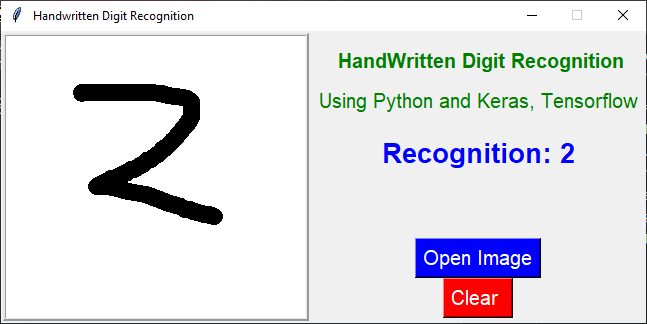 Handwritten Digit Recognition
2
HandWritten Digit Recognition
Using Python and Keras, Tensorflow
Recognition: 2
Open Image
Clear